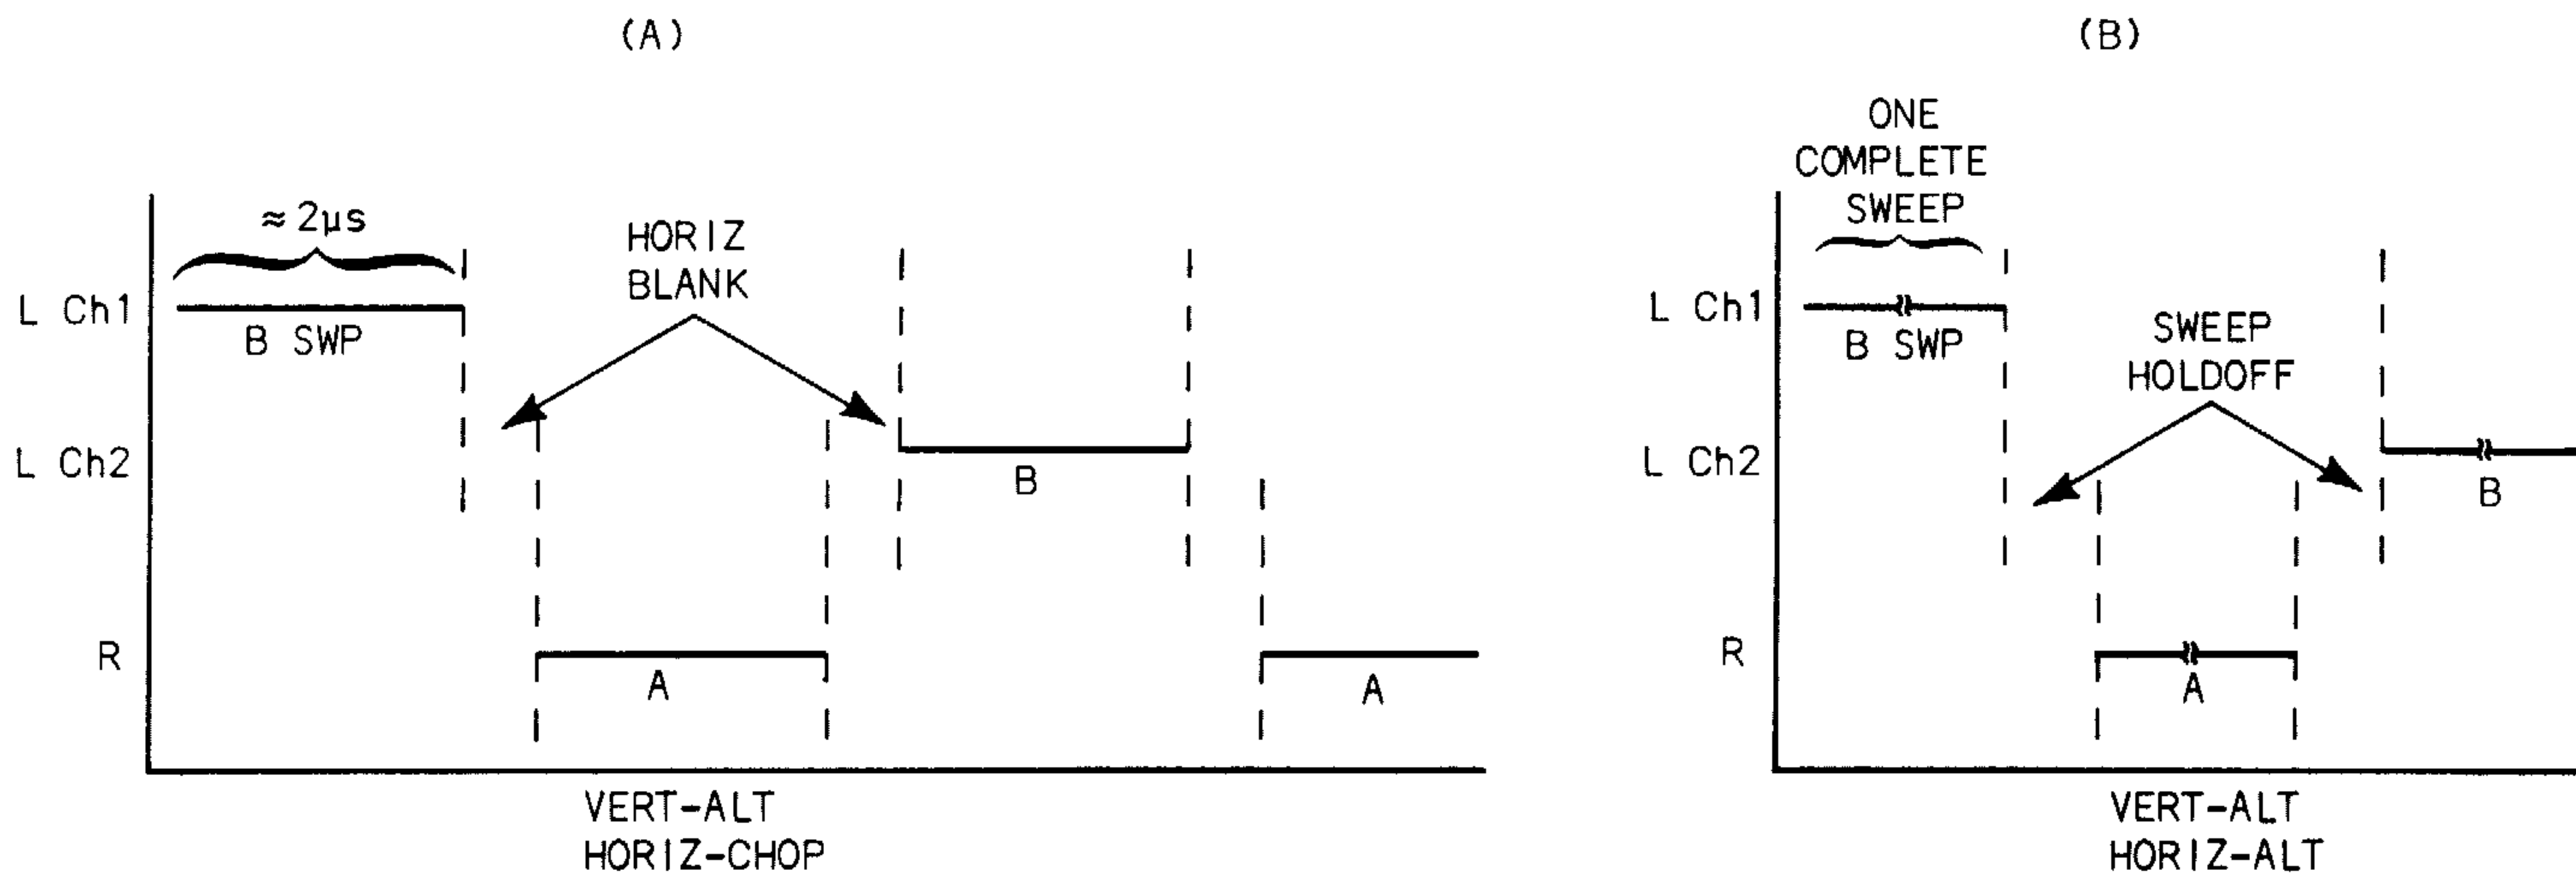 (A)
≈ 2µs
HORIZ
BLANK
L Ch1
B SWP
L Ch2
B
R
A
A
VERT-ALT
HORIZ-CHOP
(B)
ONE
COMPLETE
SWEEP
L Ch1
B SWP
SWEEP
HOLDOFF
L Ch2
B
R
A
VERT-ALT
HORIZ-ALT